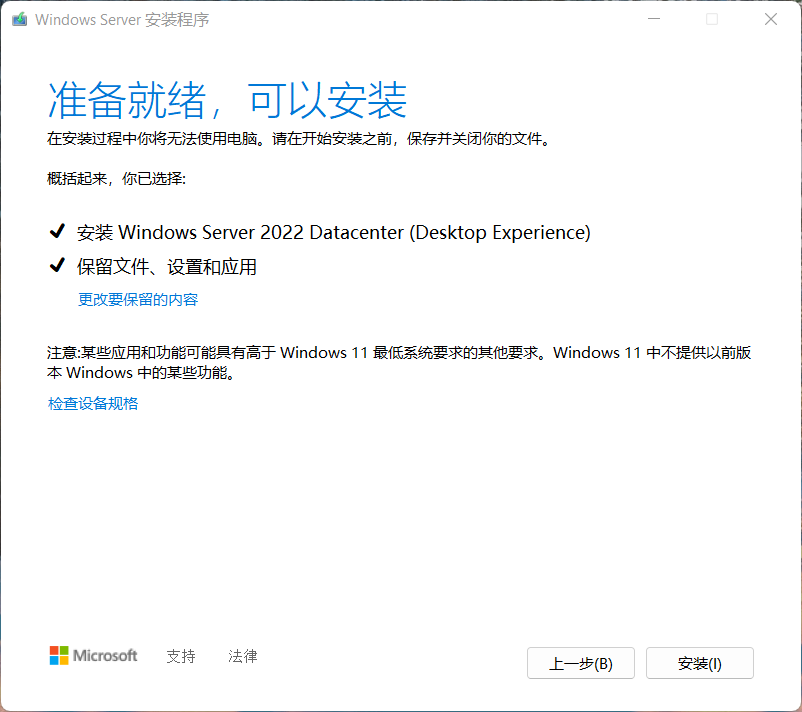 Windows Server 安装程序
准备就绪，可以安装
在安装过程中你将无法使用电脑。请在开始安装之前，保存并关闭你的文件。
概括起来，你已选择:
安装 Windows Server 2022 Datacenter (Desktop Experience)
保留文件、设置和应用
更改要保留的内容
注意:某些应用和功能可能具有高于 Windows 11 最低系统要求的其他要求。Windows 11 中不提供以前版
本 Windows 中的某些功能。
检查设备规格
Microsoft 支持 法律 上一步(B) 安装(I)